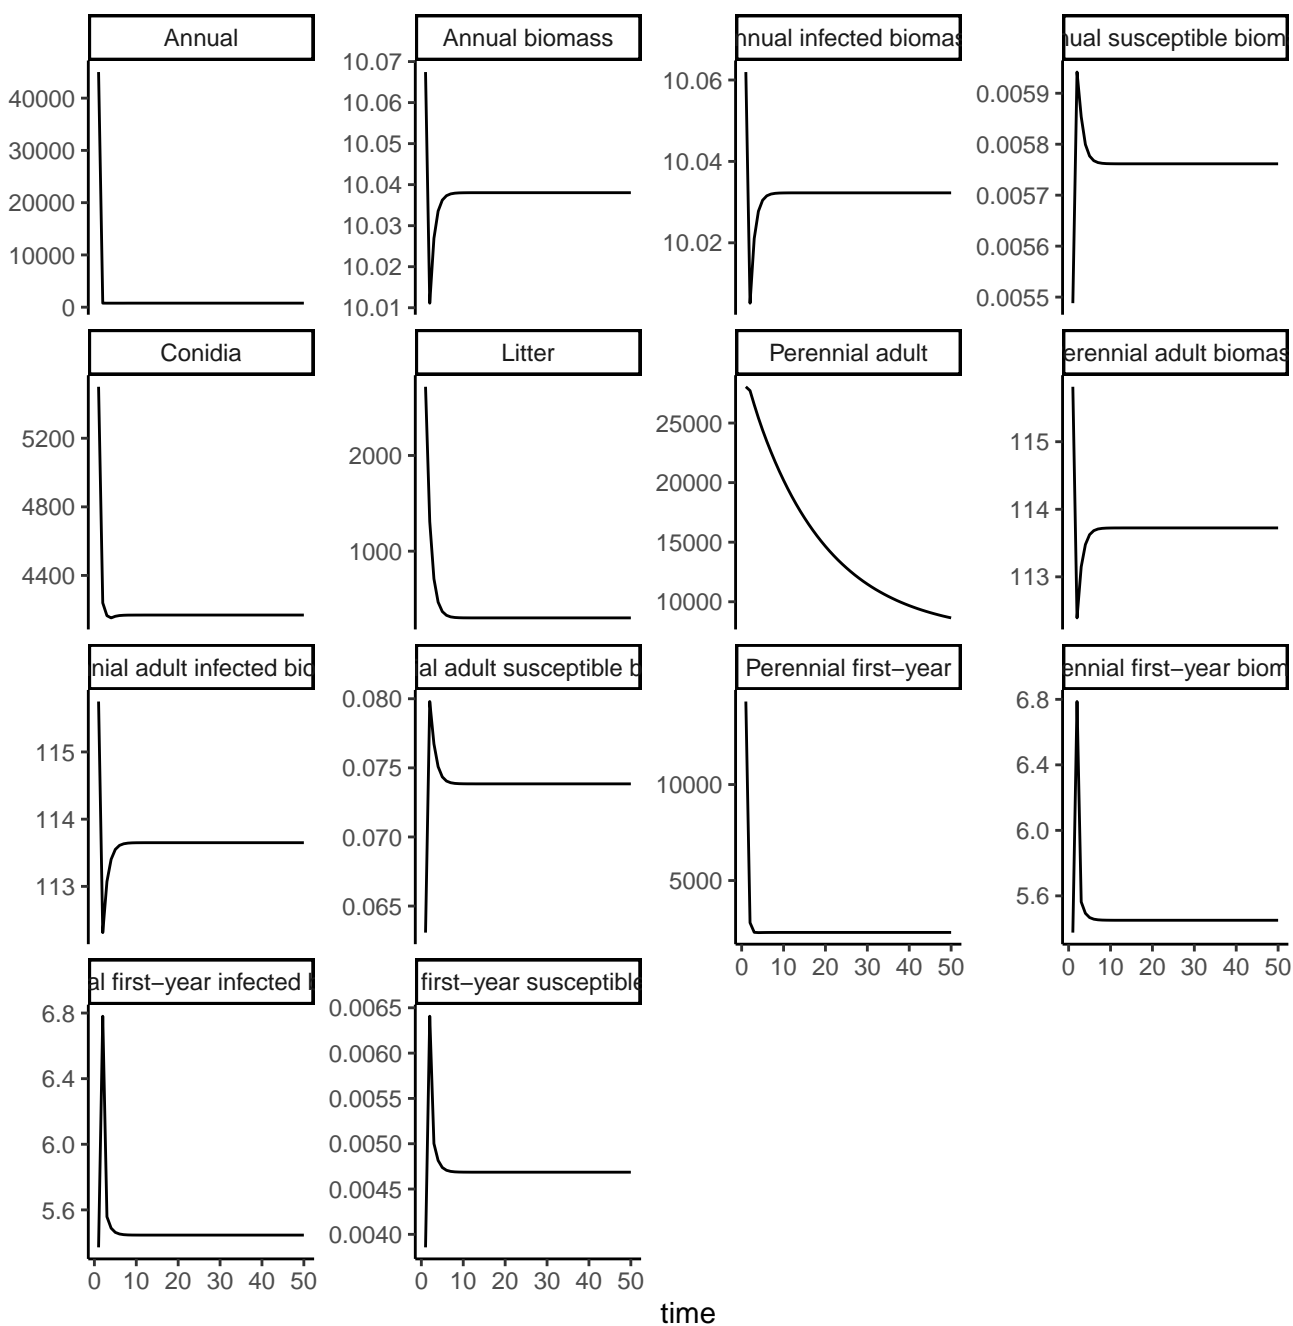 Annual
Annual biomass
nnual infected biomas
nual susceptible biom
40000
30000
20000
10000
0
10.07
10.06
10.05
10.04
10.03
10.02
10.01
10.06
10.04
10.02
0.0059
0.0058
0.0057
0.0056
0.0055
Conidia
Litter
Perennial adult
erennial adult biomas
5200
4800
4400
2000
1000
25000
20000
15000
10000
115
114
113
nial adult infected bio
al adult susceptible b
Perennial first−year
ennial first−year biom
115
114
113
0.080
0.075
0.070
0.065
10000
5000
6.8
6.4
6.0
5.6
0 10 20 30 40 50
0 10 20 30 40 50
al first−year infected b
first−year susceptible
6.8
6.4
6.0
5.6
0.0065
0.0060
0.0055
0.0050
0.0045
0.0040
0 10 20 30 40 50
0 10 20 30 40 50
time